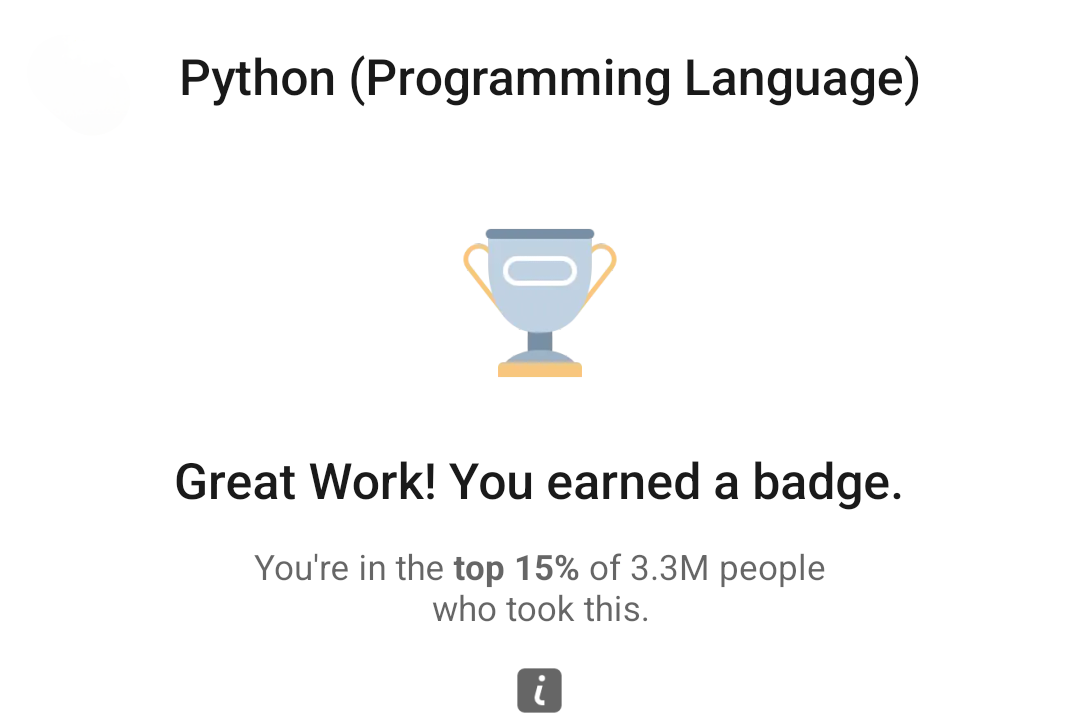 Python (Programming Language)
Great Work! You earned a badge.
You're in the top 15% of 3.3M people
who took this.
i